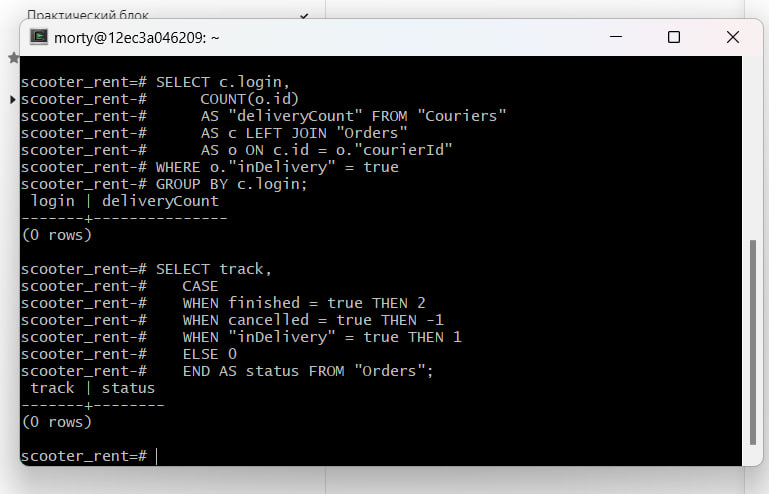 Практический блок
morty@12ec3a046209: ~
scooter_rent=# SELECT c.login,
scooter_rent-#      COUNT(o.id)
scooter_rent-#      AS "deliveryCount" FROM "Couriers"
scooter_rent-#      AS c LEFT JOIN "Orders"
scooter_rent-#      AS o ON c.id = o."courierId"
scooter_rent-# WHERE o."inDelivery" = true
scooter_rent-# GROUP BY c.login;
 login | deliveryCount
-------+---------------
(0 rows)
scooter_rent=# SELECT track,
scooter_rent-#    CASE
scooter_rent-#    WHEN finished = true THEN 2
scooter_rent-#    WHEN cancelled = true THEN -1
scooter_rent-#    WHEN "inDelivery" = true THEN 1
scooter_rent-#    ELSE 0
scooter_rent-#    END AS status FROM "Orders";
 track | status
-------+--------
(0 rows)
scooter_rent=#